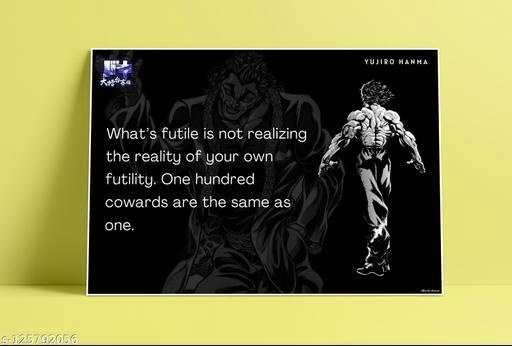 YUJIRO HANMA
What's futile is not realizing
the reality of your own
futility. One hundred
cowards are the same as
one.
s-125792056